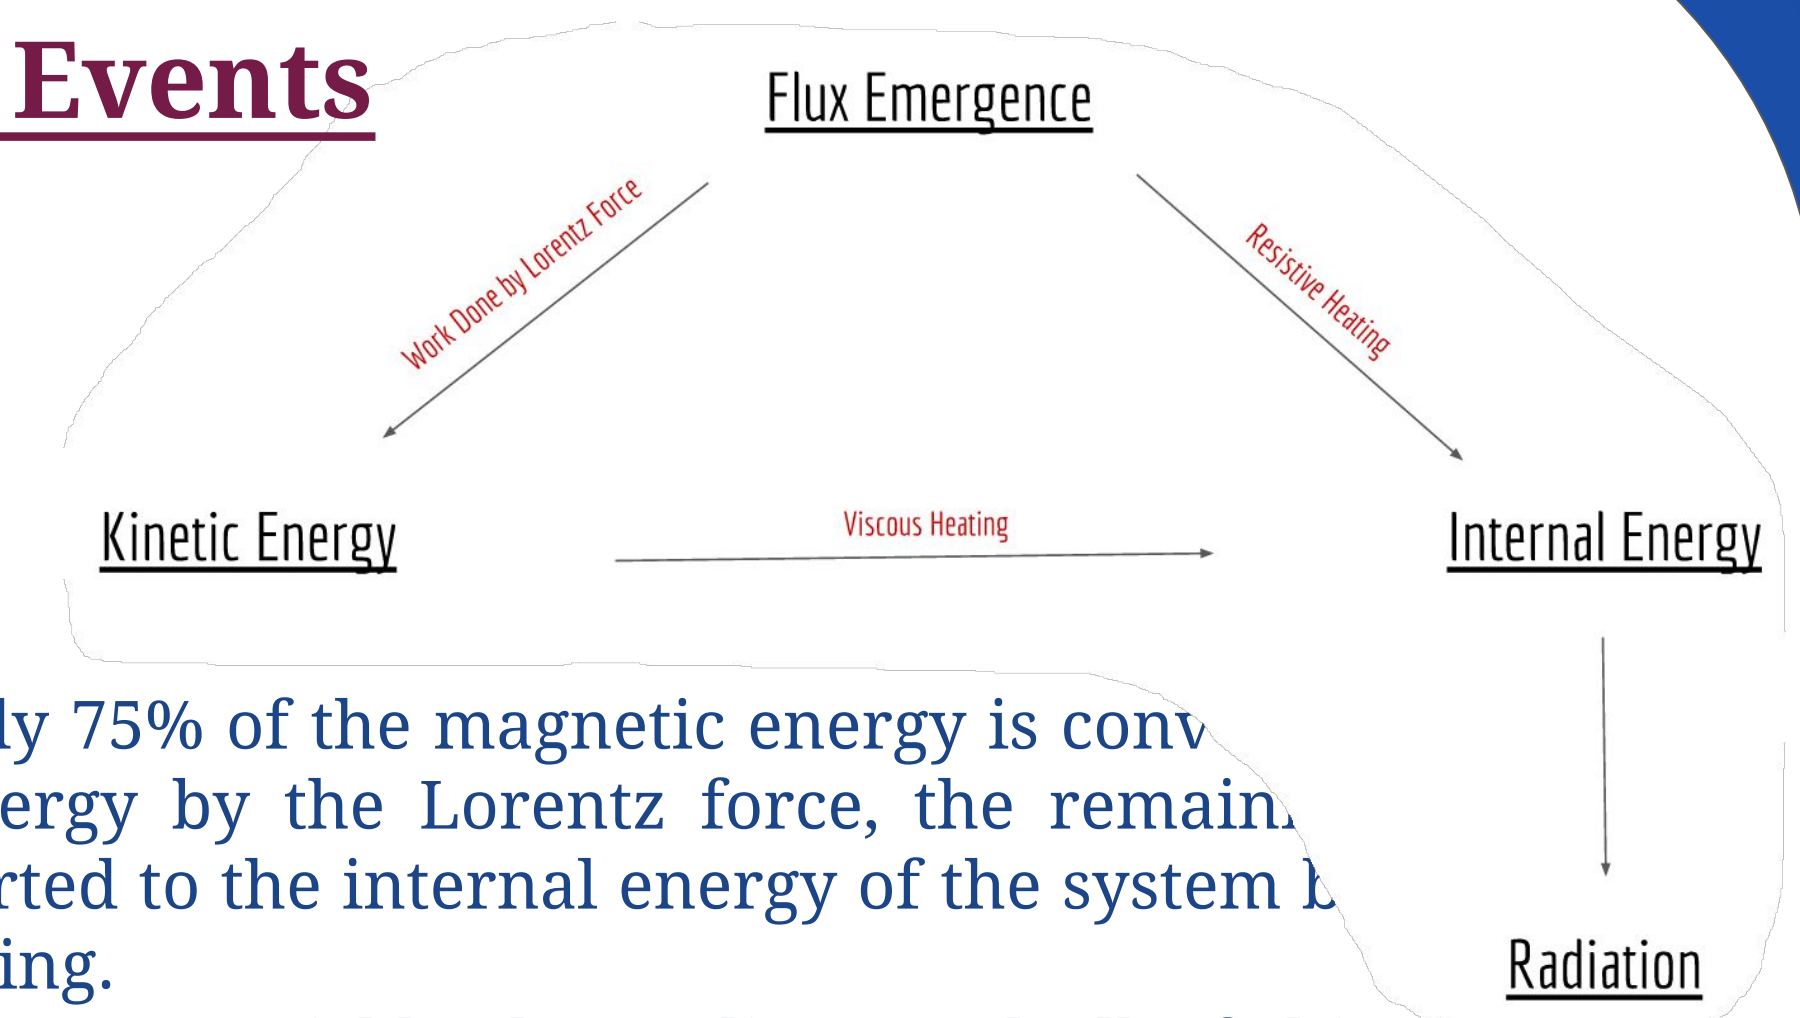 Events
Flux Emergence
Work Done by Lorentz Force
Resistive Heating
Kinetic Energy
Viscous Heating
Internal Energy
ly 75% of the magnetic energy is conv
ergy by the Lorentz force, the remain
rted to the internal energy of the system b
ing.
Radiation